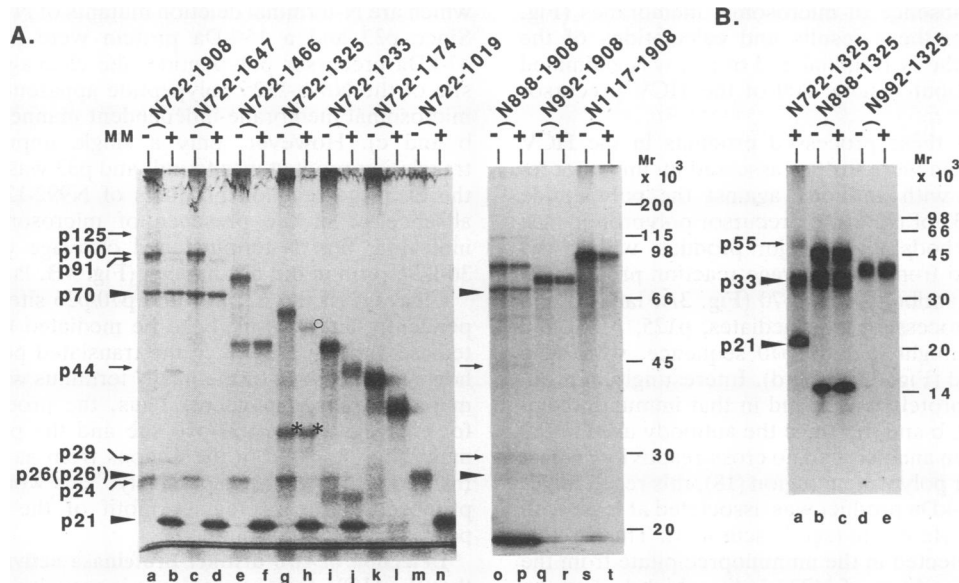 A.
B.
) N722-1908
) N722-1647
) N722-1466
) N722-1325
) N722-1233
) N722-1174
) N722-1019
) N898-1908
) N992-1908
) N1117-1908
N722-1325
) N898-1325
) N992-1325
MM - + - + - + - + - + - + - +
- + - + - +
+ - + - +
Mr
x 10³
200
115
98
66
45
30
20
Mr
x 10³
98
66
45
30
20
14
p125
p100
p91
p70
p44
p29
p26(p26')
p24
p21
p55
p33
p21
a b c d e f g h i j k l m n
o p q r s t
a b c d e